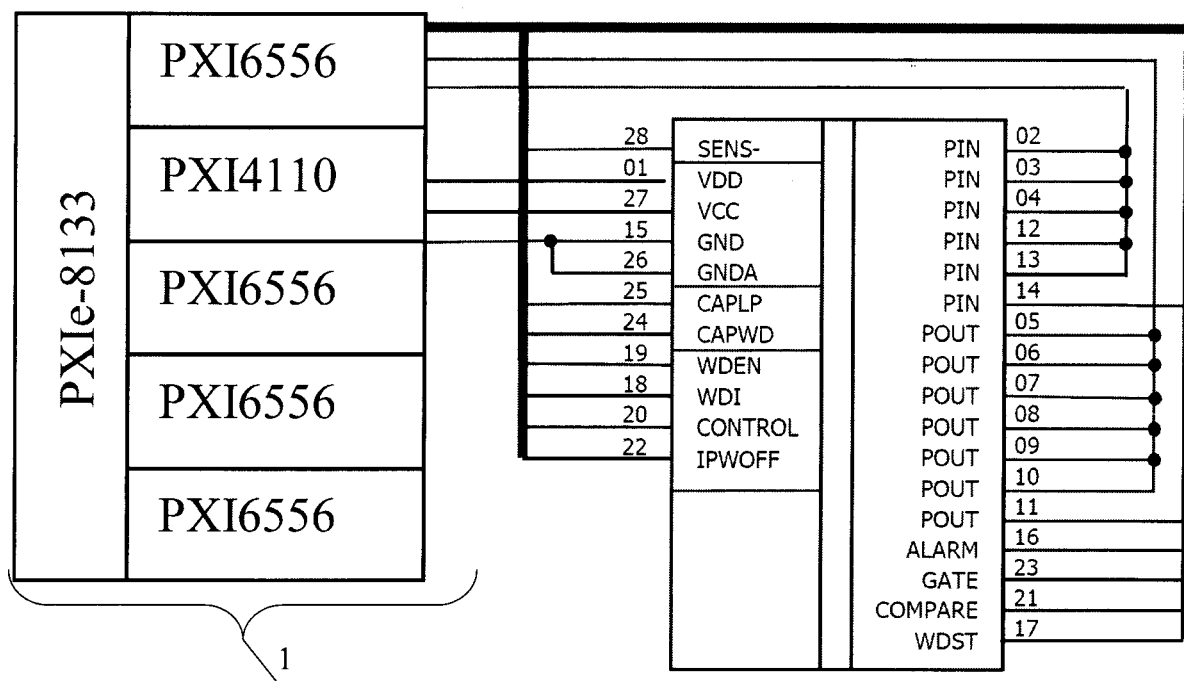 PXIe-8133
PXI6556
PXI4110
PXI6556
PXI6556
PXI6556
1
28 SENS-
01 VDD
27 VCC
15 GND
26 GNDA
25 CAPLP
24 CAPWD
19 WDEN
18 WDI
20 CONTROL
22 IPWOFF
PIN 02
PIN 03
PIN 04
PIN 12
PIN 13
PIN 14
POUT 05
POUT 06
POUT 07
POUT 08
POUT 09
POUT 10
POUT 11
ALARM 16
GATE 23
COMPARE 21
WDST 17